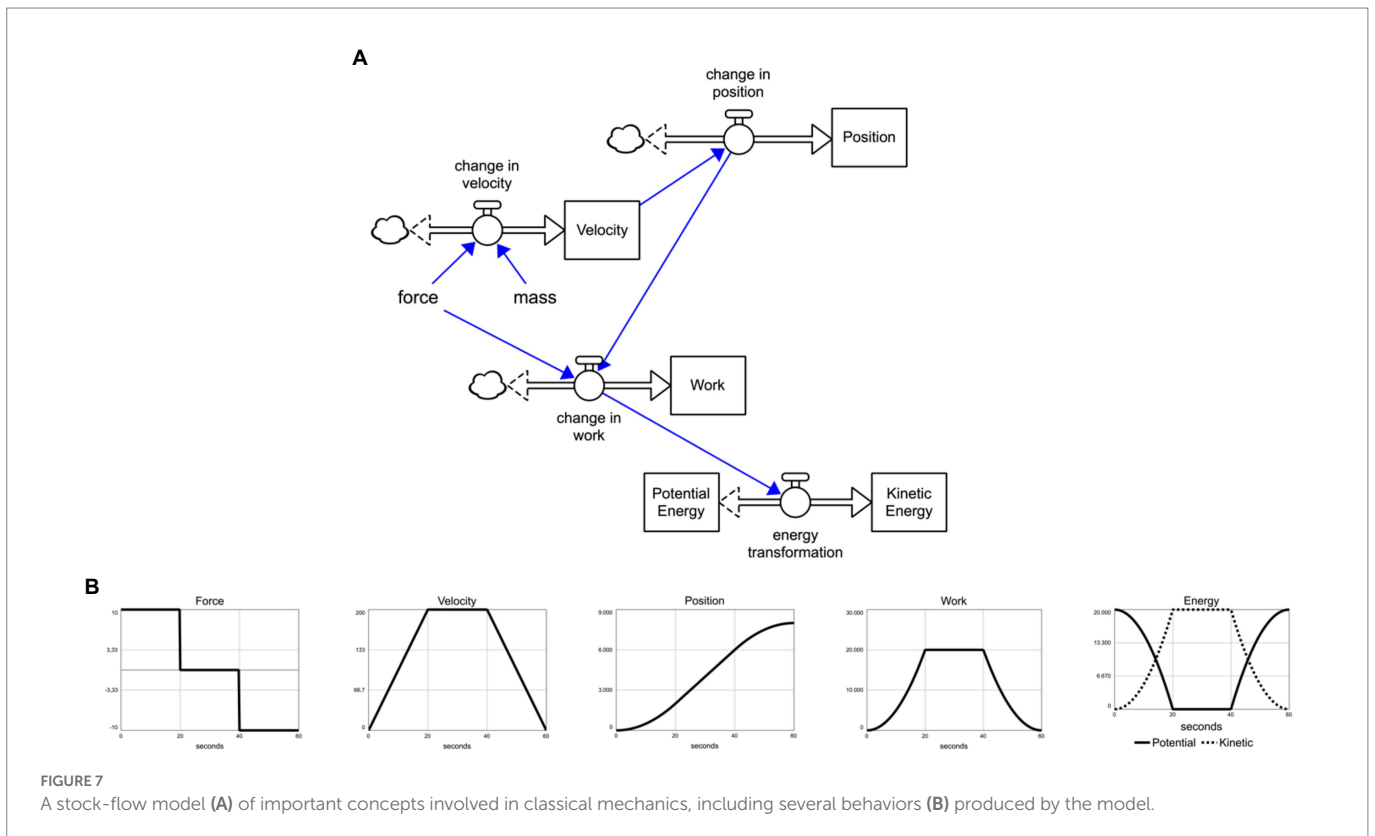 A
change in
position
Position
change in
velocity
Velocity
force
mass
Work
change in
work
Potential
Energy
Kinetic
Energy
energy
transformation
B
Force
10
3,33
-3,33
-10
0
20
40
60
seconds
Velocity
200
133
66,7
0
0
20
40
60
seconds
Position
9.000
6.000
3.000
0
0
20
40
60
seconds
Work
30.000
20.000
10.000
0
0
20
40
60
seconds
Energy
20.000
13.300
6.670
0
0
20
40
60
seconds
Potential
Kinetic
FIGURE 7
A stock-flow model (A) of important concepts involved in classical mechanics, including several behaviors (B) produced by the model.